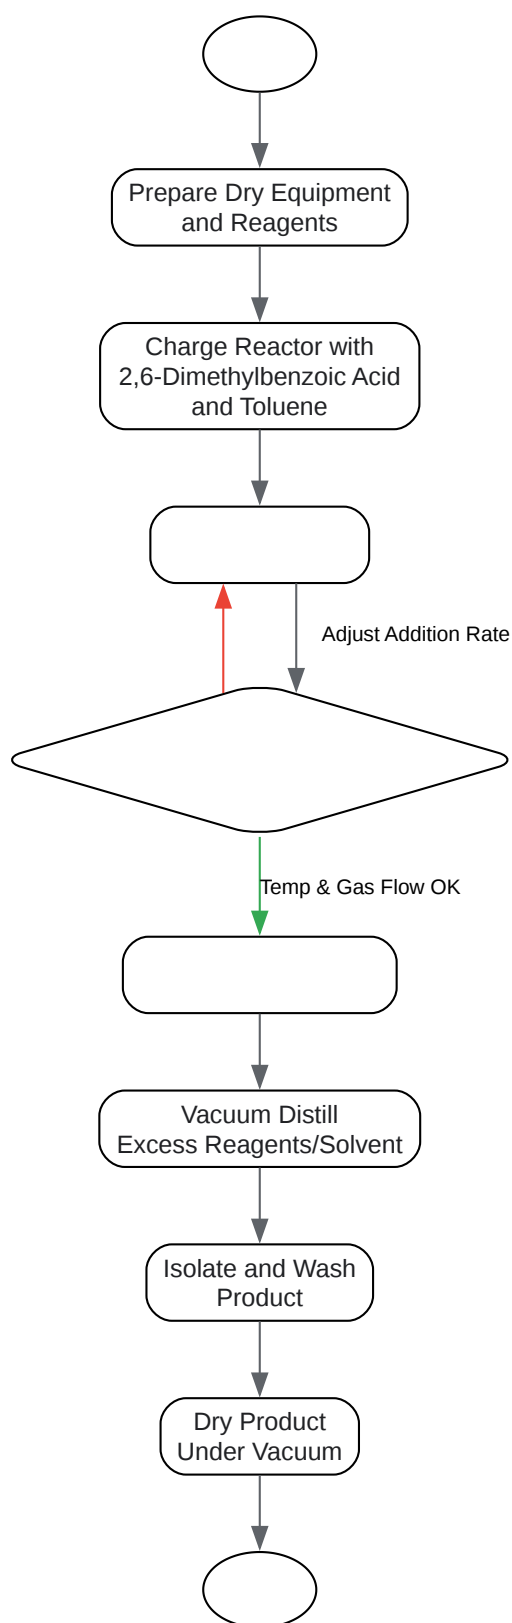 Prepare Dry Equipment
and Reagents
Charge Reactor with
2,6-Dimethylbenzoic Acid
and Toluene
Adjust Addition Rate
Temp & Gas Flow OK
Vacuum Distill
Excess Reagents/Solvent
Isolate and Wash
Product
Dry Product
Under Vacuum